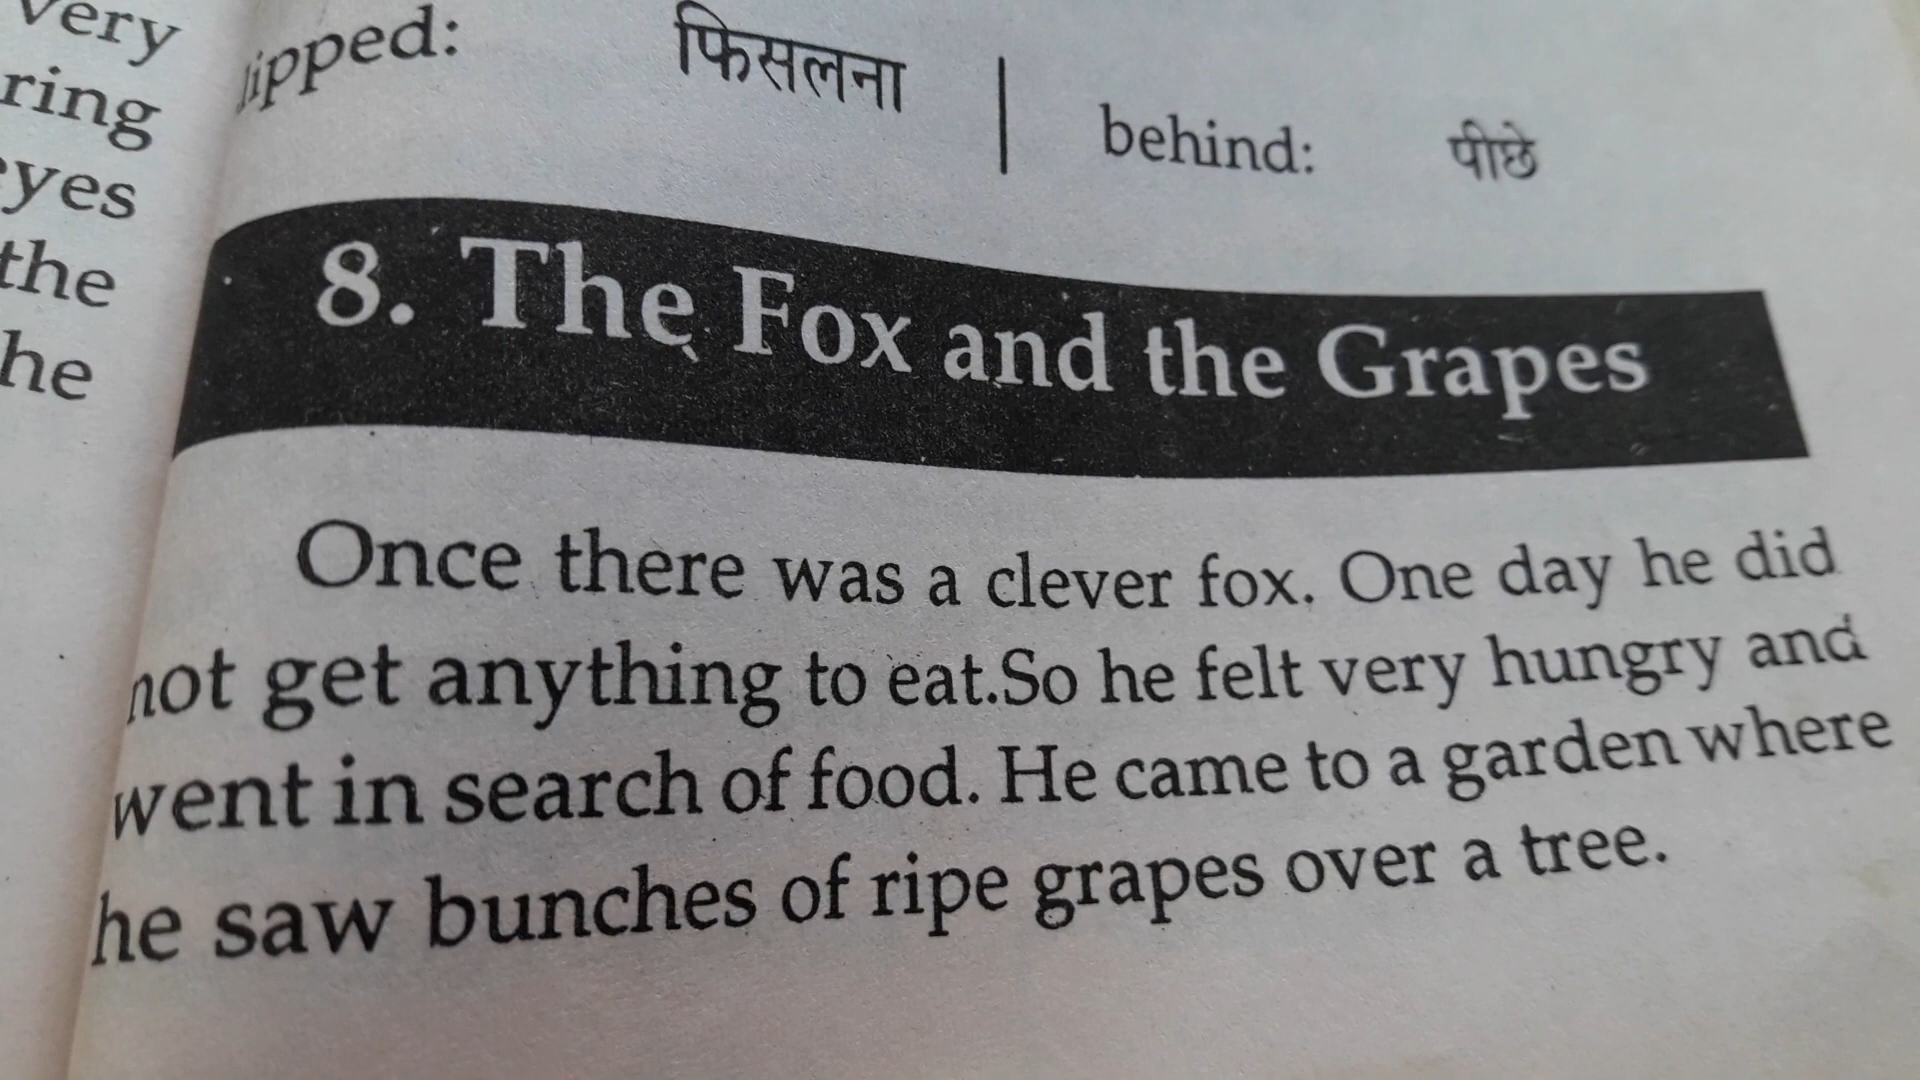 very
ring
eyes
the
he
slipped: फिसलना | behind: पीछे
8. The Fox and the Grapes
Once there was a clever fox. One day he did
not get anything to eat.So he felt very hungry and
went in search of food. He came to a garden where
he saw bunches of ripe grapes over a tree.